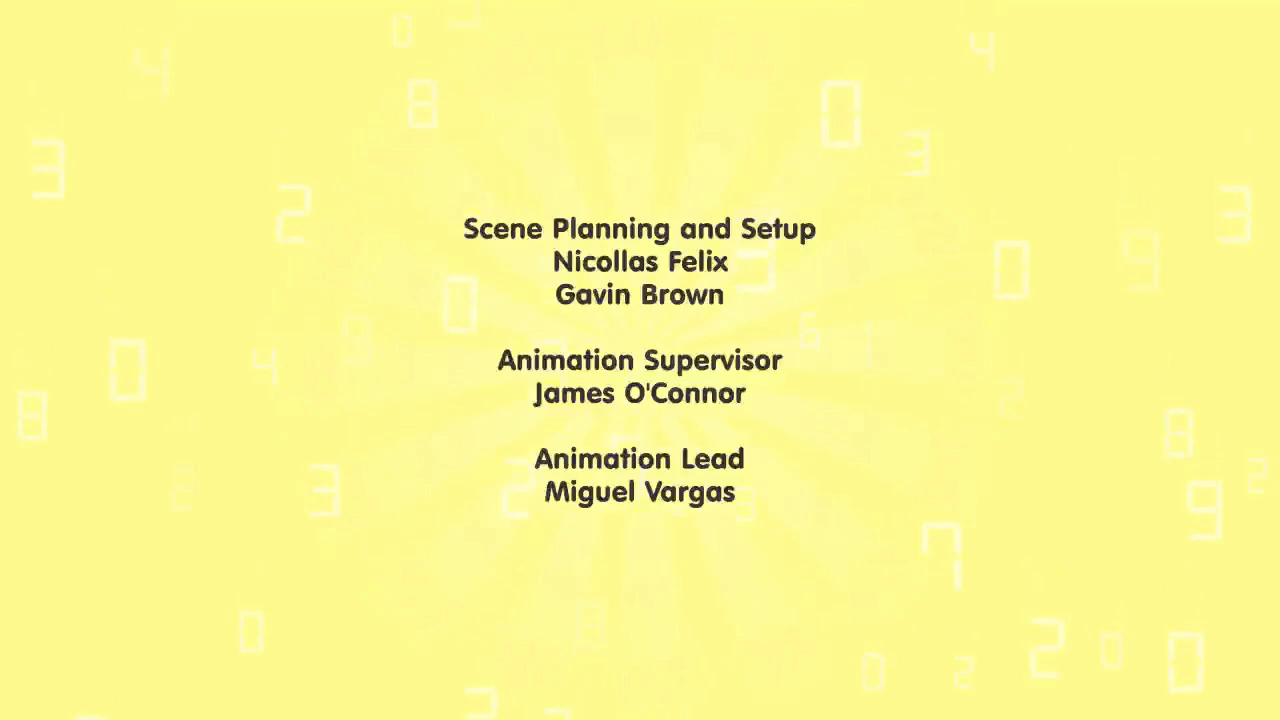 Scene Planning and Setup
Nicollas Felix
Gavin Brown
Animation Supervisor
James O'Connor
Animation Lead
Miguel Vargas